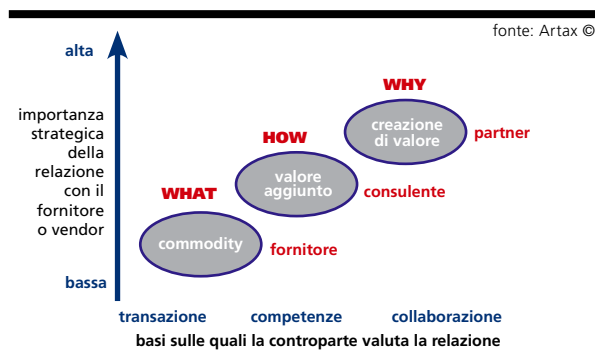 fonte: Artax ©
alta
importanza
strategica
della
relazione
con il
fornitore
o vendor
bassa
WHY
creazione
di valore
partner
HOW
valore
aggiunto
consulente
WHAT
commodity
fornitore
transazione
competenze
collaborazione
basi sulle quali la controparte valuta la relazione